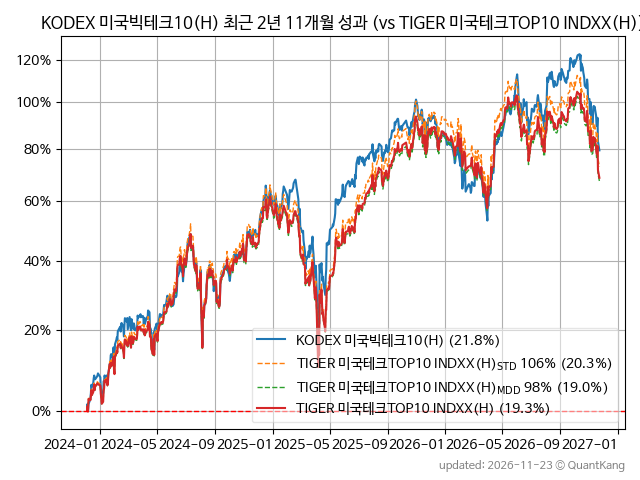 KODEX 미국빅테크10(H) 최근 2년 11개월 성과 (vs TIGER 미국테크TOP10 INDXX(H))
120%
100%
80%
60%
40%
20%
0%
KODEX 미국빅테크10(H) (21.8%)
TIGER 미국테크TOP10 INDXX(H)STD 106% (20.3%)
TIGER 미국테크TOP10 INDXX(H)MDD 98% (19.0%)
TIGER 미국테크TOP10 INDXX(H) (19.3%)
2024-01 2024-05 2024-09 2025-01 2025-05 2025-09 2026-01 2026-05 2026-09 2027-01
updated: 2026-11-23 © QuantKang